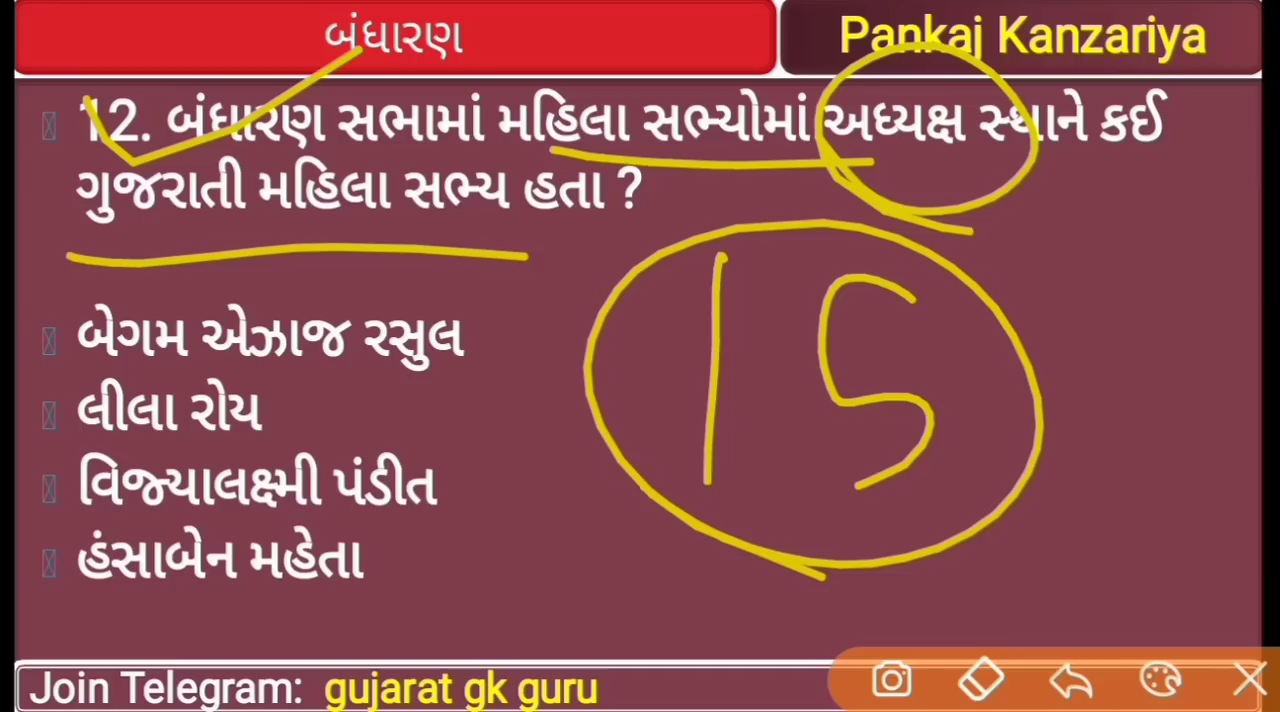 બંધારણ
Pankaj Kanzariya
12. બંધારણ સભામાં મહિલા સભ્યોમાં અધ્યક્ષ સ્થાને કઈ
ગુજરાતી મહિલા સભ્ય હતા ?
15
બેગમ એઝાજ રસુલ
લીલા રોય
વિજ્યાલક્ષ્મી પંડીત
હંસાબેન મહેતા
Join Telegram: gujarat gk guru